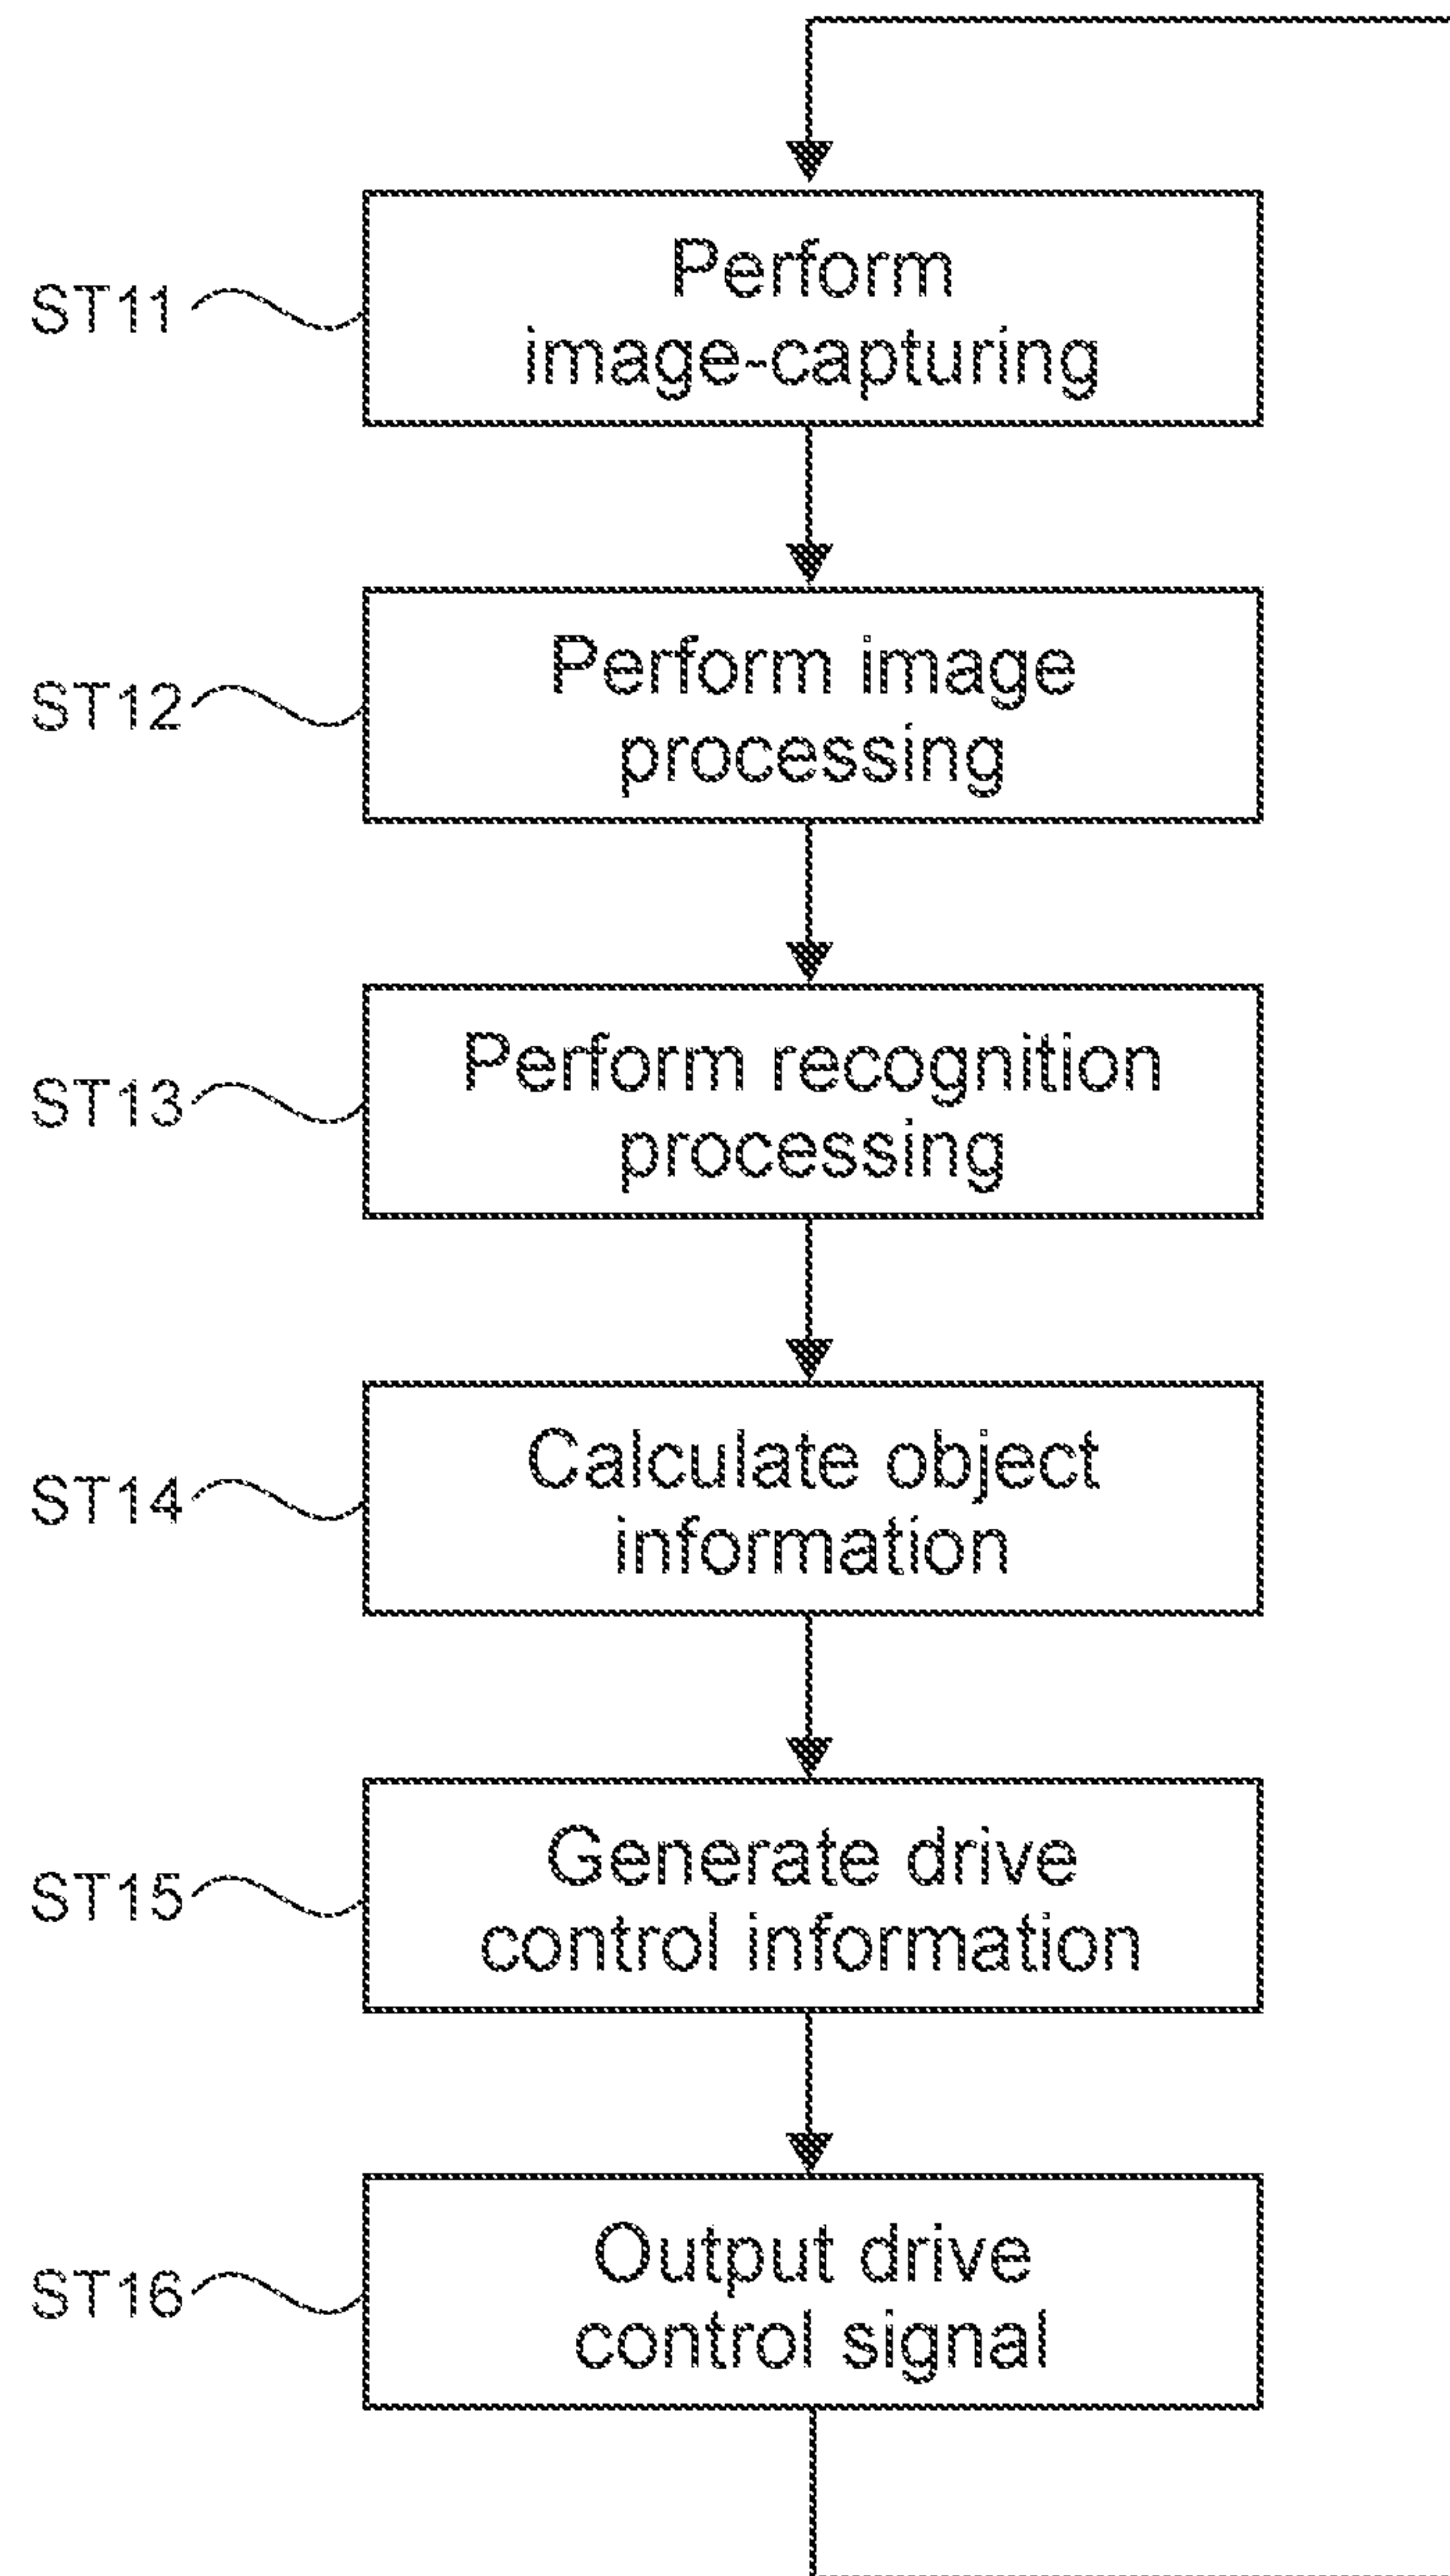 ST11
Perform
image-capturing
ST12
Perform image
processing
ST13
Perform recognition
processing
ST14
Calculate object
information
ST15
Generate drive
control information
ST16
Output drive
control signal